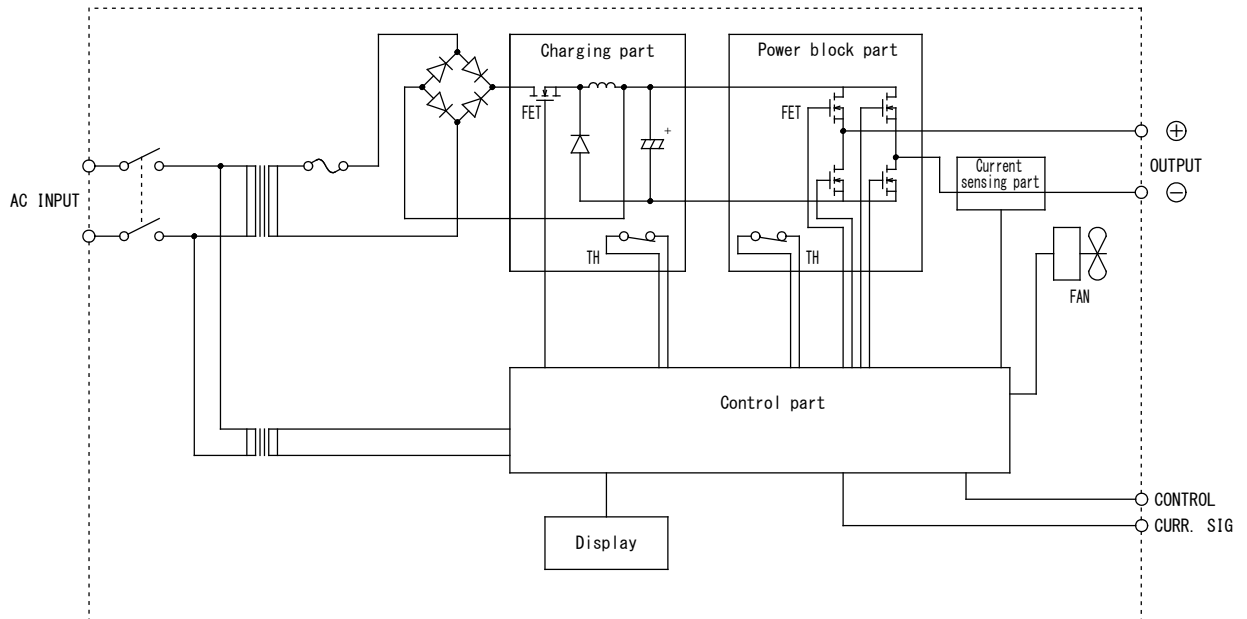 Charging part
Power block part
FET
FET
+
⊕
AC INPUT
OUTPUT
Current
sensing part
⊖
TH
TH
FAN
Control part
CONTROL
CURR. SIG
Display